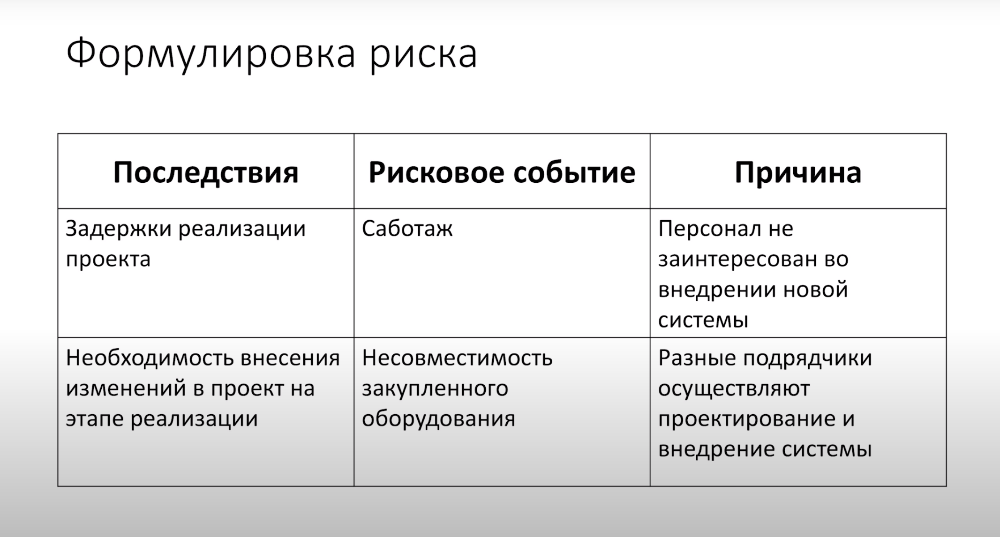 Формулировка риска
Последствия
Рисковое событие
Причина
Задержки реализации
проекта
Саботаж
Персонал не
заинтересован во
внедрении новой
системы
Необходимость внесения
изменений в проект на
этапе реализации
Несовместимость
закупленного
оборудования
Разные подрядчики
осуществляют
проектирование и
внедрение системы